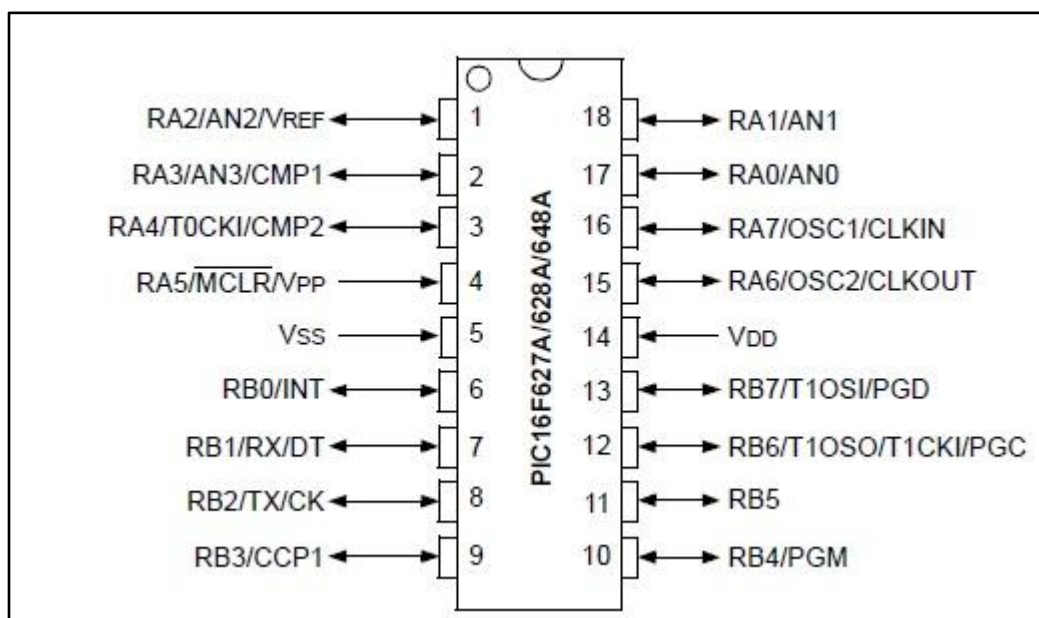 RA2/AN2/VREF 1 18 RA1/AN1
RA3/AN3/CMP1 2 17 RA0/AN0
RA4/T0CKI/CMP2 3 16 RA7/OSC1/CLKIN
RA5/MCLR/VPP 4 15 RA6/OSC2/CLKOUT
VSS 5 14 VDD
RB0/INT 6 13 RB7/T1OSI/PGD
RB1/RX/DT 7 12 RB6/T1OSO/T1CKI/PGC
RB2/TX/CK 8 11 RB5
RB3/CCP1 9 10 RB4/PGM
PIC16F627A/628A/648A